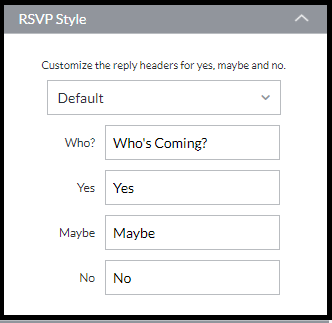 RSVP Style
Customize the reply headers for yes, maybe and no.
Default
Who? Who's Coming?
Yes Yes
Maybe Maybe
No No